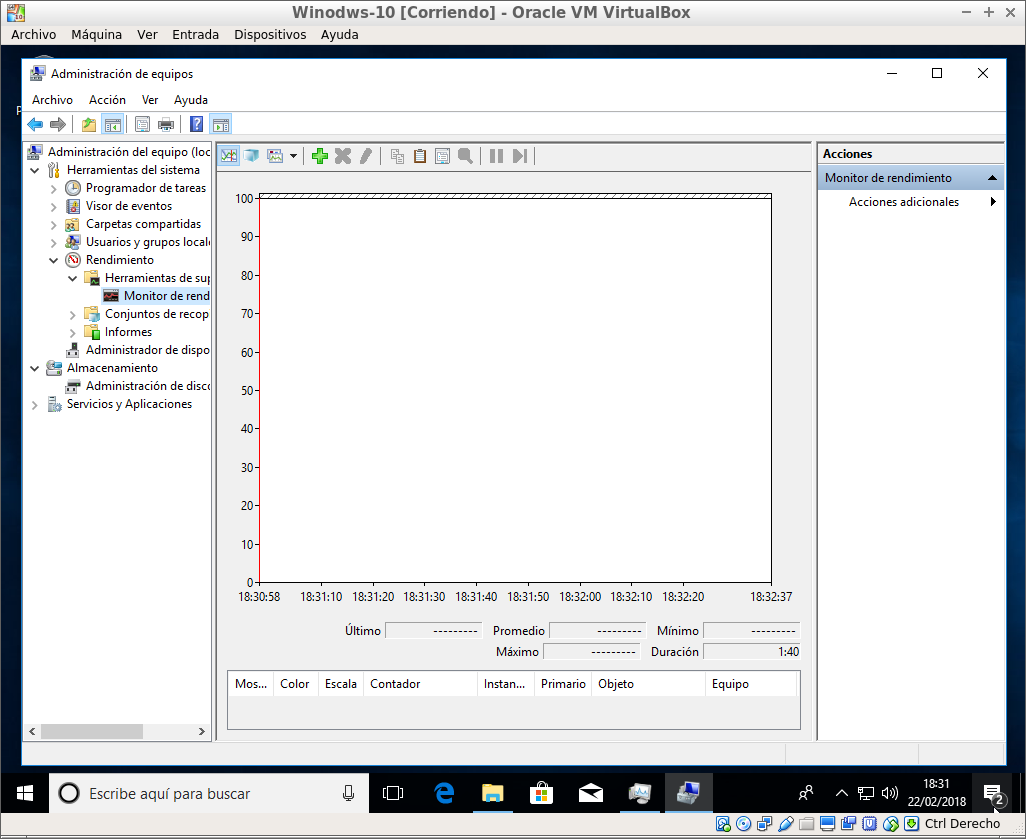 Winodws-10 [Corriendo] - Oracle VM VirtualBox
Archivo Máquina Ver Entrada Dispositivos Ayuda
Administración de equipos
Archivo Acción Ver Ayuda
Administración del equipo (loc
Herramientas del sistema
Programador de tareas
Visor de eventos
Carpetas compartidas
Usuarios y grupos locale
Rendimiento
Herramientas de sup
Monitor de rend
Conjuntos de recop
Informes
Administrador de dispo
Almacenamiento
Administración de disco
Servicios y Aplicaciones
100
90
80
70
60
50
40
30
20
10
0
18:30:58 18:31:10 18:31:20 18:31:30 18:31:40 18:31:50 18:32:00 18:32:10 18:32:20 18:32:37
Último --------- Promedio --------- Mínimo ---------
Máximo --------- Duración 1:40
Mos... Color Escala Contador Instan... Primario Objeto Equipo
Acciones
Monitor de rendimiento
Acciones adicionales
Escribe aquí para buscar
18:31
22/02/2018
2
Ctrl Derecho